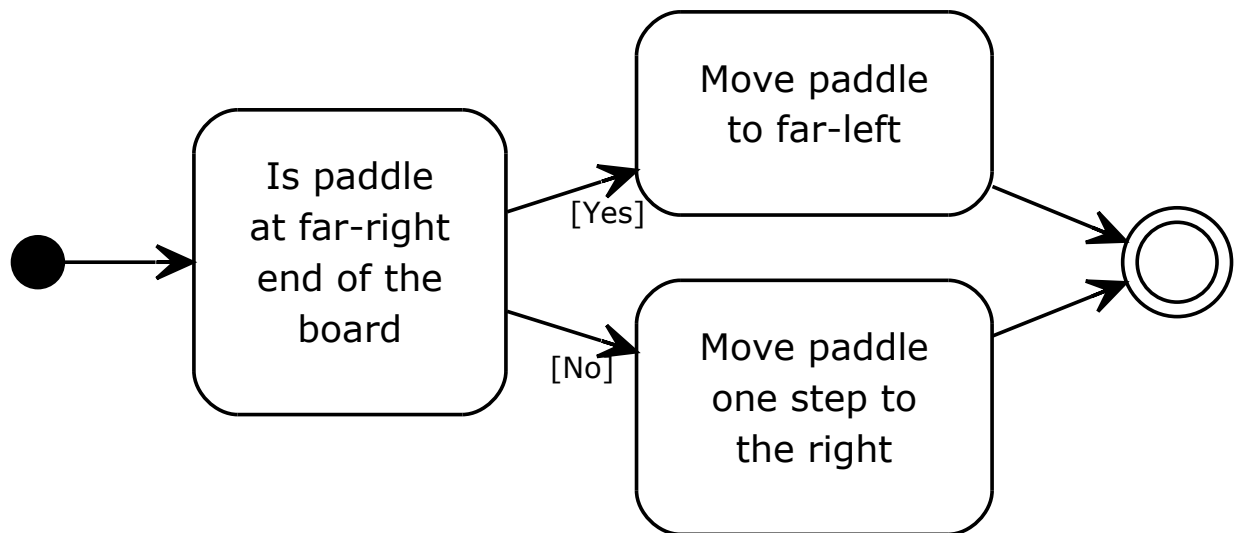 Is paddle
at far-right
end of the
board
[Yes]
Move paddle
to far-left
[No]
Move paddle
one step to
the right